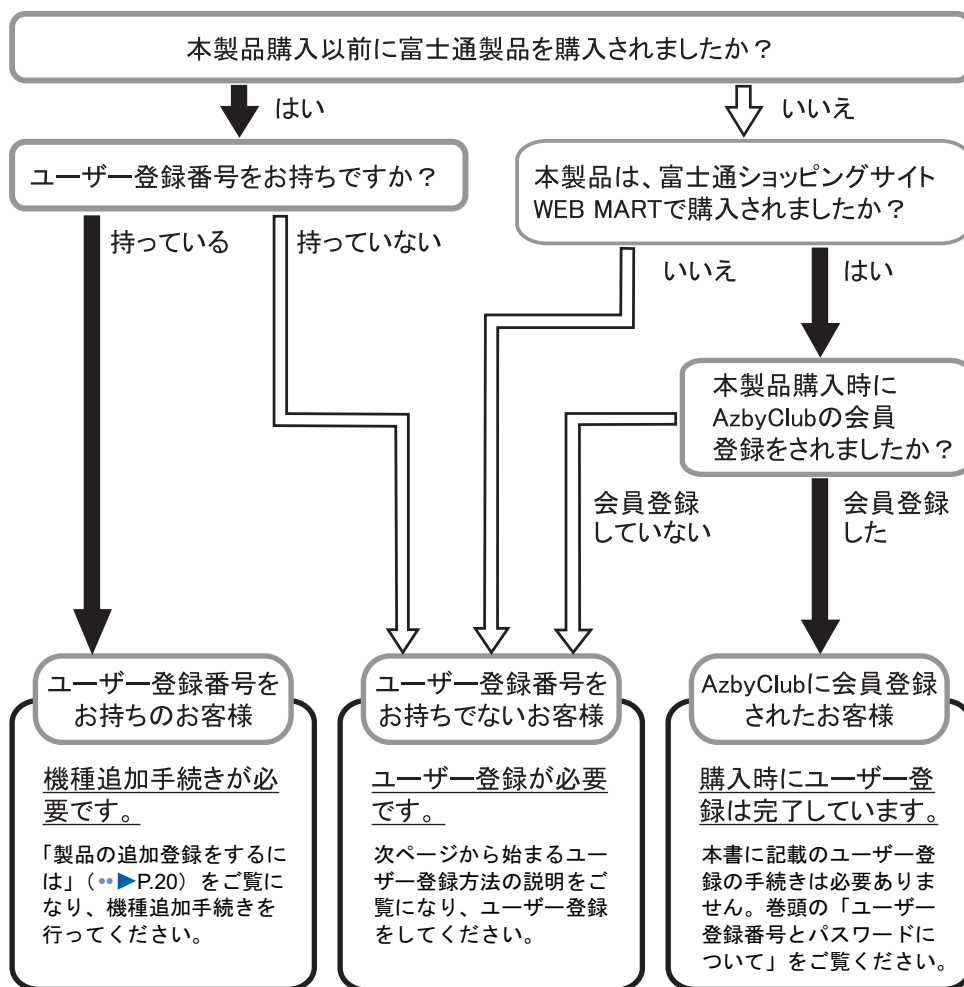 本製品購入以前に富士通製品を購入されましたか？
はい
いいえ
ユーザー登録番号をお持ちですか？
本製品は、富士通ショッピングサイト
WEB MARTで購入されましたか？
持っている
持っていない
いいえ
はい
本製品購入時に
AzbyClubの会員
登録をされましたか？
会員登録
していない
会員登録
した
ユーザー登録番号を
お持ちのお客様
機種追加手続きが必
要です。
「製品の追加登録をするに
は」（••▶P.20）をご覧に
なり、機種追加手続きを
行ってください。
ユーザー登録番号を
お持ちでないお客様
ユーザー登録が必要
です。
次ページから始まるユー
ザー登録方法の説明をご
覧になり、ユーザー登録
をしてください。
AzbyClubに会員登録
されたお客様
購入時にユーザー登
録は完了しています。
本書に記載のユーザー登
録の手続きは必要ありま
せん。巻頭の「ユーザー
登録番号とパスワードに
ついて」をご覧ください。